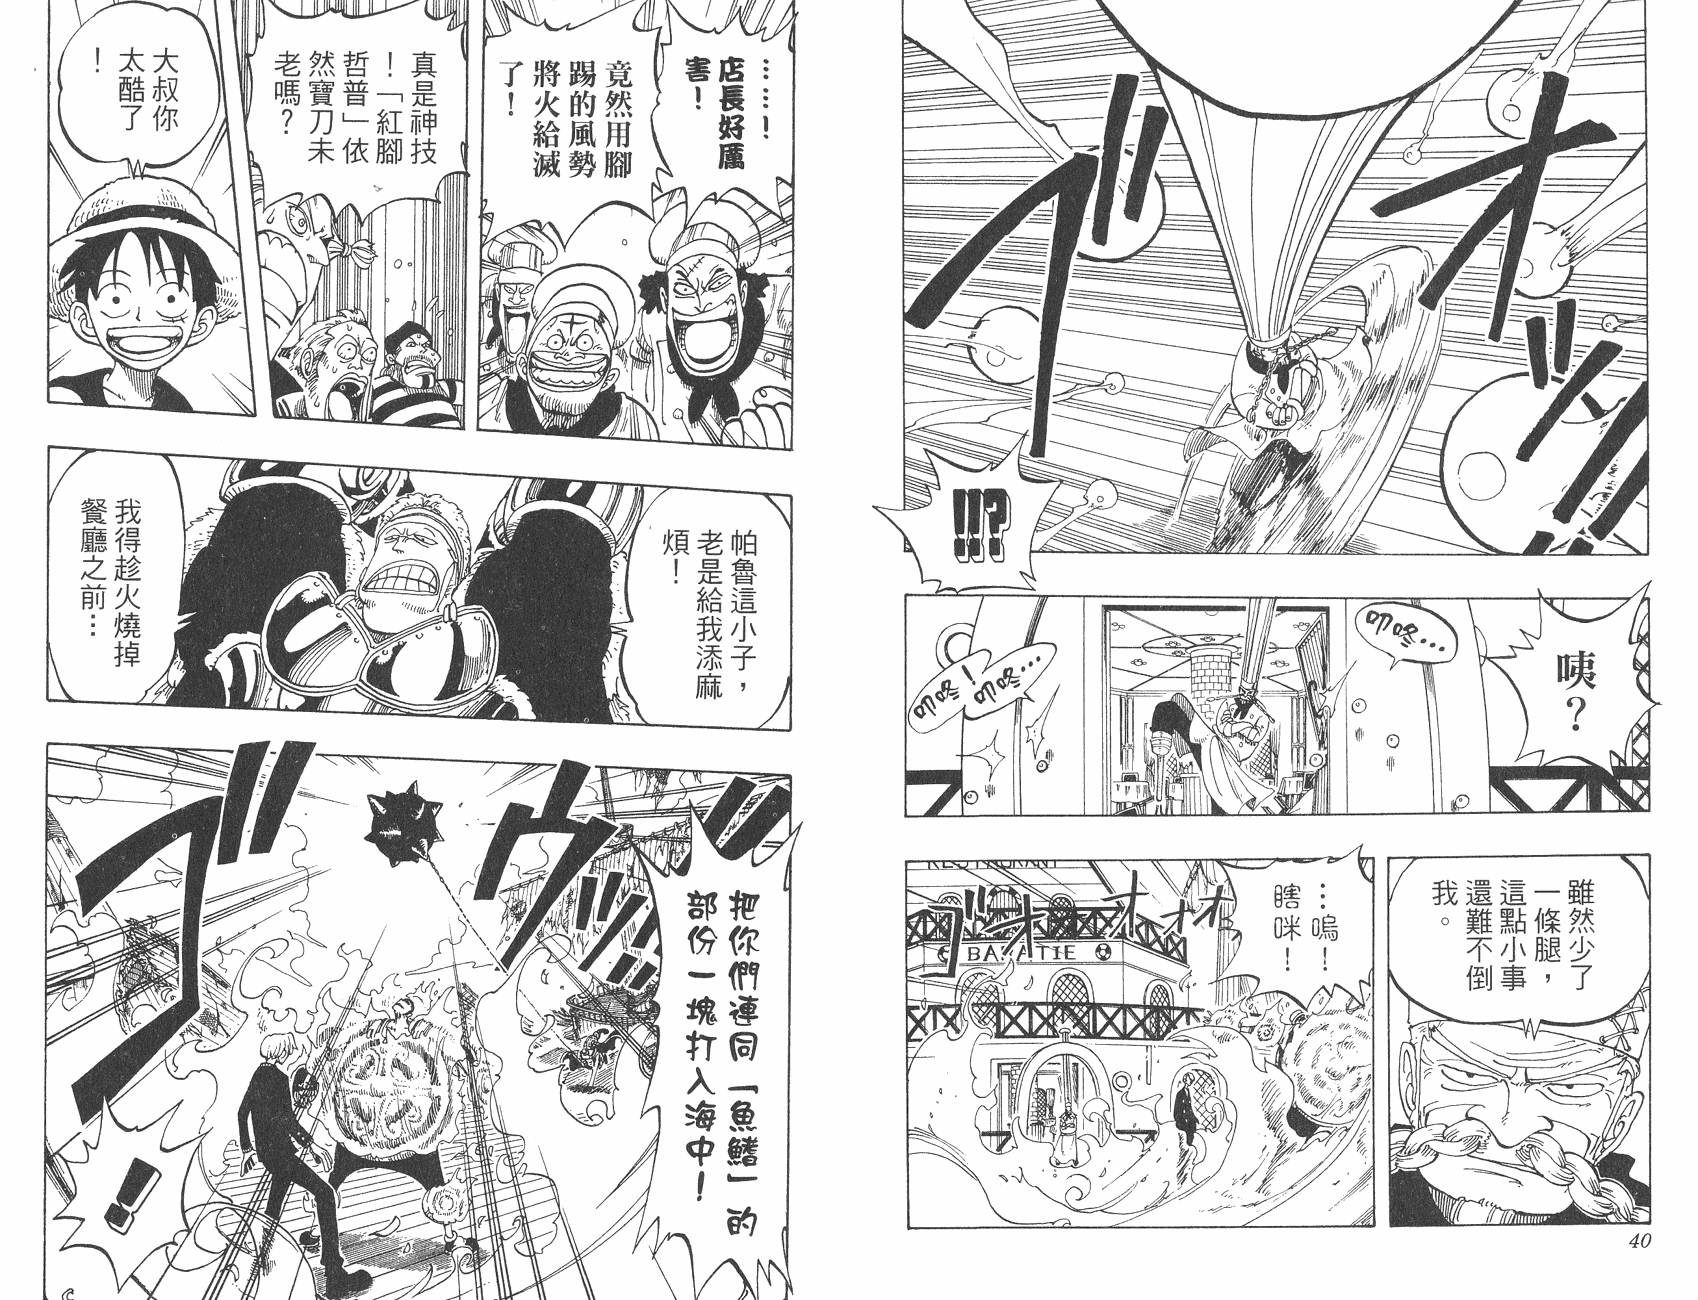 !!?
咦?
叩咚…
叩咚…
叩咚!
雖然少了
一條腿,
這點小事
還難不倒
我。
…嗚!
瞎咪!
RESTAURANT
BARATIE
40
……!
店長好厲
害!
竟然用腳
踢的風勢
將火給滅
了!
真是神技
!「紅腳
哲普」依
然寶刀未
老嗎?
大叔你
太酷了
!
帕魯這小子,
老是給我添麻
煩!
我得趁火燒掉
餐廳之前…
把你們連同「魚鰭」的
部份一塊打入海中!
!!